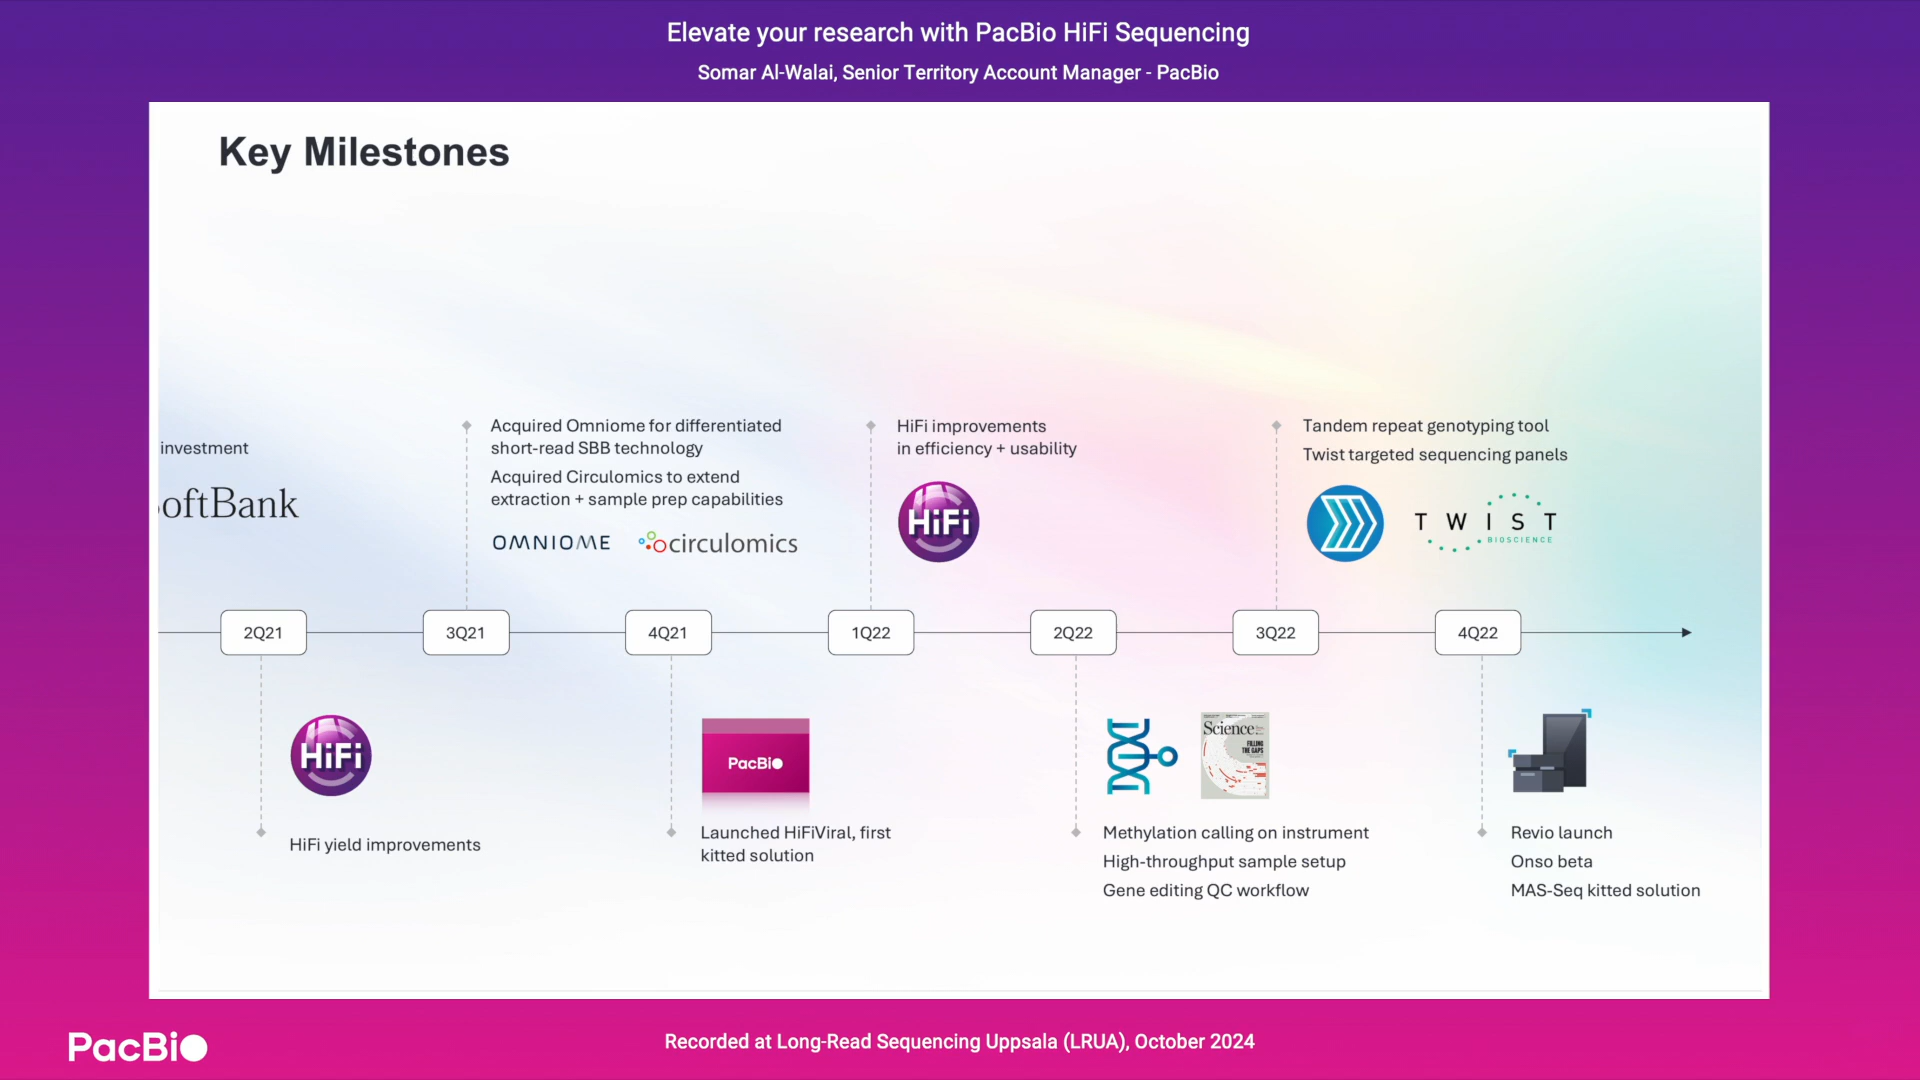 Elevate your research with PacBio HiFi Sequencing
Somar Al-Walai, Senior Territory Account Manager - PacBio
Key Milestones
investment
oftBank
Acquired Omniome for differentiated
short-read SBB technology
Acquired Circulomics to extend
extraction + sample prep capabilities
OMNIOME
circulomics
HiFi improvements
in efficiency + usability
HiFi
Tandem repeat genotyping tool
Twist targeted sequencing panels
TWIST
BIOSCIENCE
2Q21
3Q21
4Q21
1Q22
2Q22
3Q22
4Q22
HiFi
HiFi yield improvements
PacBio
Launched HiFiViral, first
kitted solution
Science
FILLING
THE GAPS
Methylation calling on instrument
High-throughput sample setup
Gene editing QC workflow
Revio launch
Onso beta
MAS-Seq kitted solution
PacBio
Recorded at Long-Read Sequencing Uppsala (LRUA), October 2024